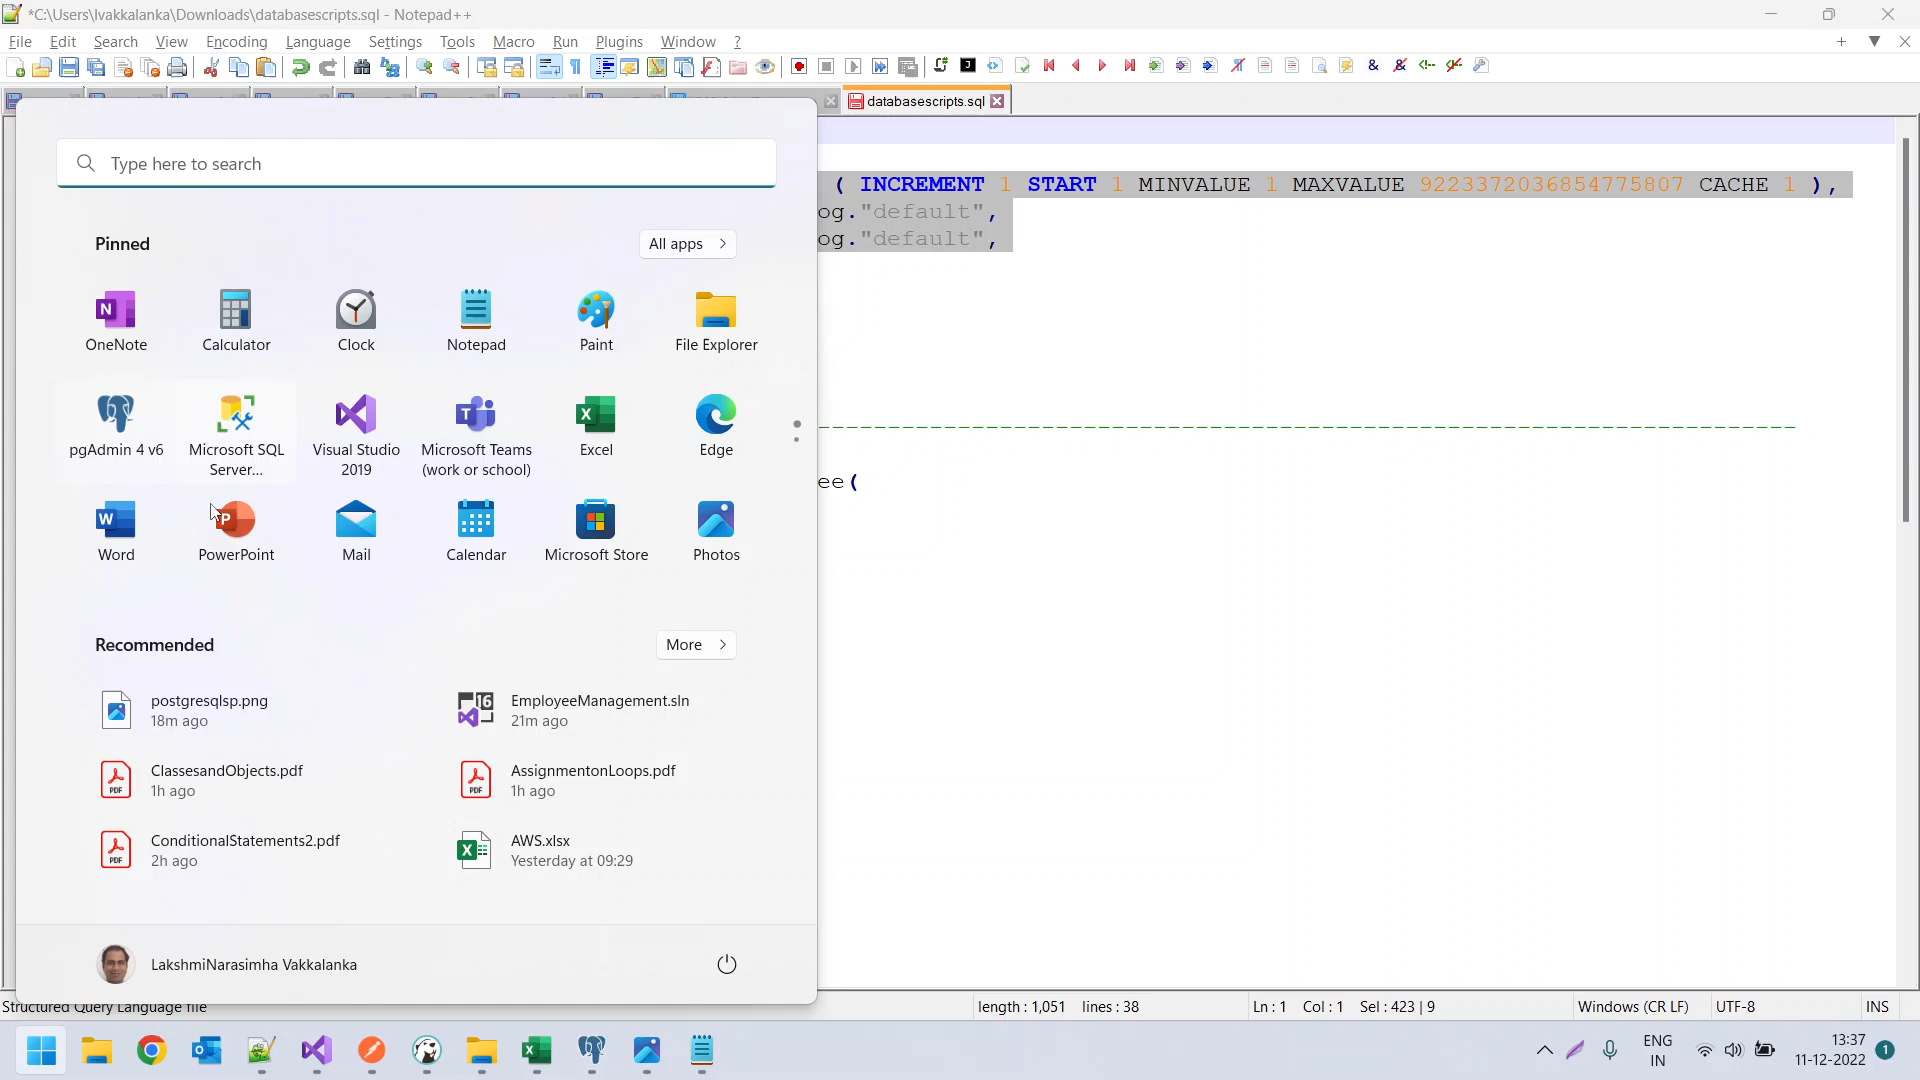 *C:\Users\lvakkalanka\Downloads\databasescripts.sql - Notepad++
File Edit Search View Encoding Language Settings Tools Macro Run Plugins Window ?
databasescripts.sql
Type here to search
( INCREMENT 1 START 1 MINVALUE 1 MAXVALUE 9223372036854775807 CACHE 1 ),
og."default",
og."default",
Pinned
All apps
OneNote Calculator Clock Notepad Paint File Explorer
pgAdmin 4 v6 Microsoft SQL Visual Studio Microsoft Teams Excel Edge
Server... 2019 (work or school)
ee(
Word PowerPoint Mail Calendar Microsoft Store Photos
Recommended
More
postgresqlsp.png
18m ago
EmployeeManagement.sln
21m ago
ClassesandObjects.pdf
1h ago
AssignmentonLoops.pdf
1h ago
ConditionalStatements2.pdf
2h ago
AWS.xlsx
Yesterday at 09:29
LakshmiNarasimha Vakkalanka
Structured Query Language file
length : 1,051 lines : 38
Ln : 1 Col : 1 Sel : 423 | 9
Windows (CR LF)
UTF-8
INS
ENG
IN
13:37
11-12-2022
1